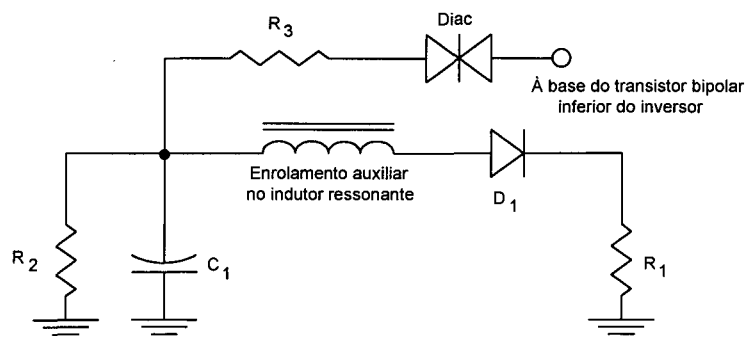 Diac
R3
À base do transistor bipolar
inferior do inversor
Enrolamento auxiliar
no indutor ressonante
D1
R2
C1
R1